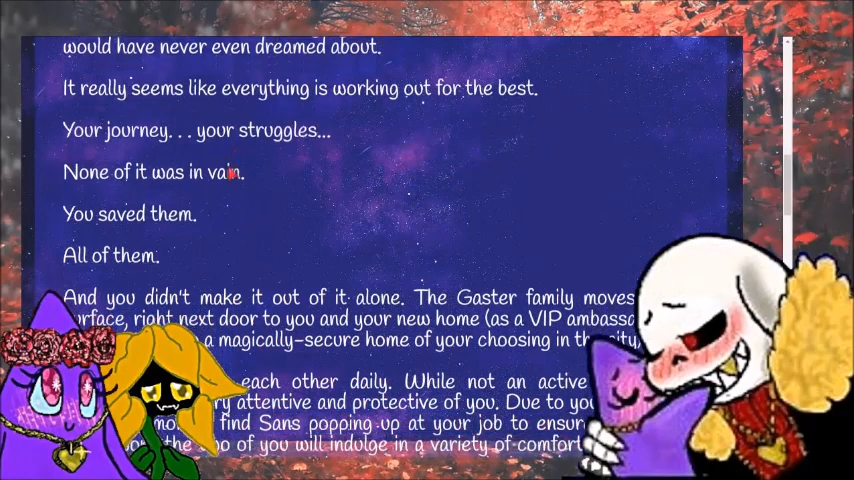 would have never even dreamed about.
It really seems like everything is working out for the best.
Your journey. . . your struggles...
None of it was in vain.
You saved them.
All of them.
And you didn't make it out of it alone. The Gaster family moves
urface, right next door to you and your new home (as a VIP ambassa
a magically-secure home of your choosing in the city)
each other daily. While not an active
ry attentive and protective of you. Due to you
find Sans popping up at your job to ensur
the two of you will indulge in a variety of comfort